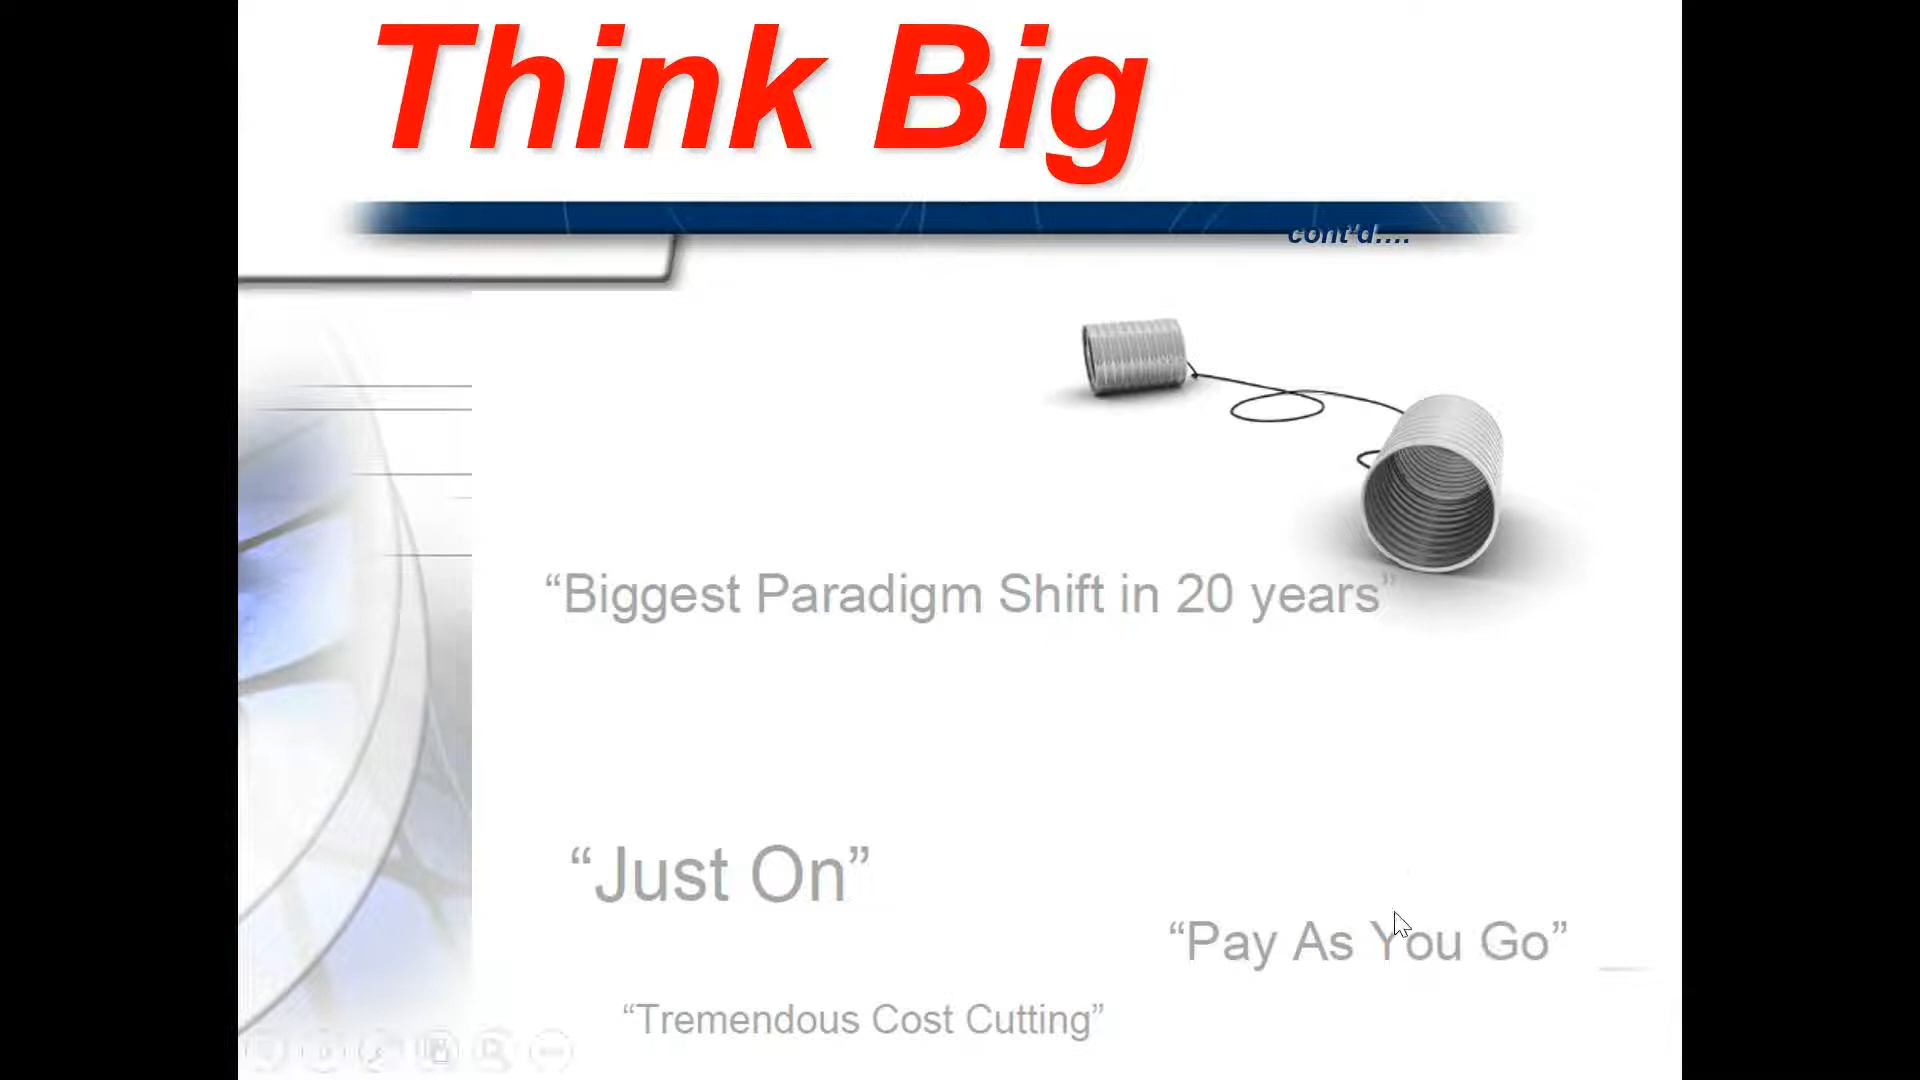 Think Big
cont'd....
“Biggest Paradigm Shift in 20 years”
“Just On”
“Pay As You Go”
“Tremendous Cost Cutting”